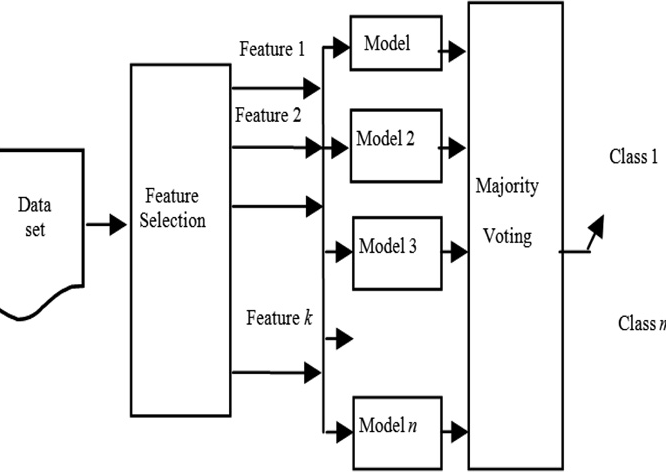 Data
set
Feature
Selection
Feature 1
Feature 2
Feature k
Model
Model 2
Model 3
Model n
Majority
Voting
Class 1
Class m